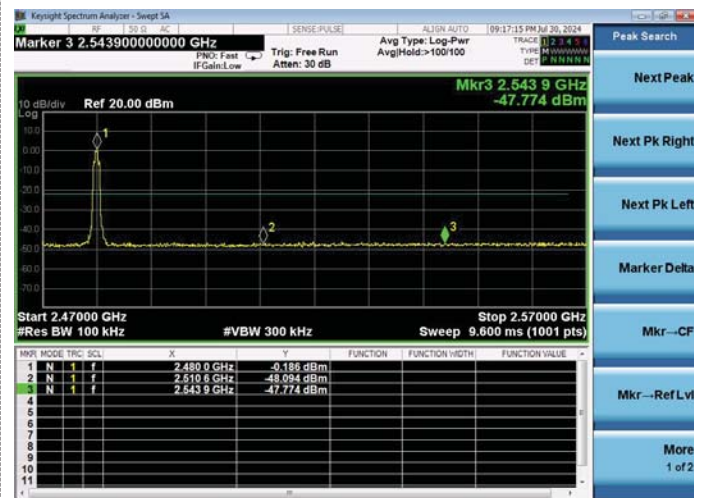 Keysight Spectrum Analyzer - Swept SA
RF 50 Ω AC SENSE:PULSE ALIGN AUTO 09:17:15 PM Jul 30, 2024
Marker 3 2.543900000000 GHz
PNO: Fast
IFGain:Low
Trig: Free Run
Atten: 30 dB
Avg Type: Log-Pwr
Avg|Hold:>100/100
TRACE 1 2 3 4 5 6
TYPE M W W W W W
DET P N N N N N
Mkr3 2.543 9 GHz
-47.774 dBm
10 dB/div Ref 20.00 dBm
Log
10.0
0.00
-10.0
-20.0
-30.0
-40.0
-50.0
-60.0
-70.0
1
2
3
Start 2.47000 GHz Stop 2.57000 GHz
#Res BW 100 kHz #VBW 300 kHz Sweep 9.600 ms (1001 pts)
MKR MODE TRC SCL X Y FUNCTION FUNCTION WIDTH FUNCTION VALUE
1 N 1 f 2.480 0 GHz -0.186 dBm
2 N 1 f 2.510 6 GHz -48.094 dBm
3 N 1 f 2.543 9 GHz -47.774 dBm
4
5
6
7
8
9
10
11
Peak Search
Next Peak
Next Pk Right
Next Pk Left
Marker Delta
Mkr→CF
Mkr→Ref Lvl
More
1 of 2